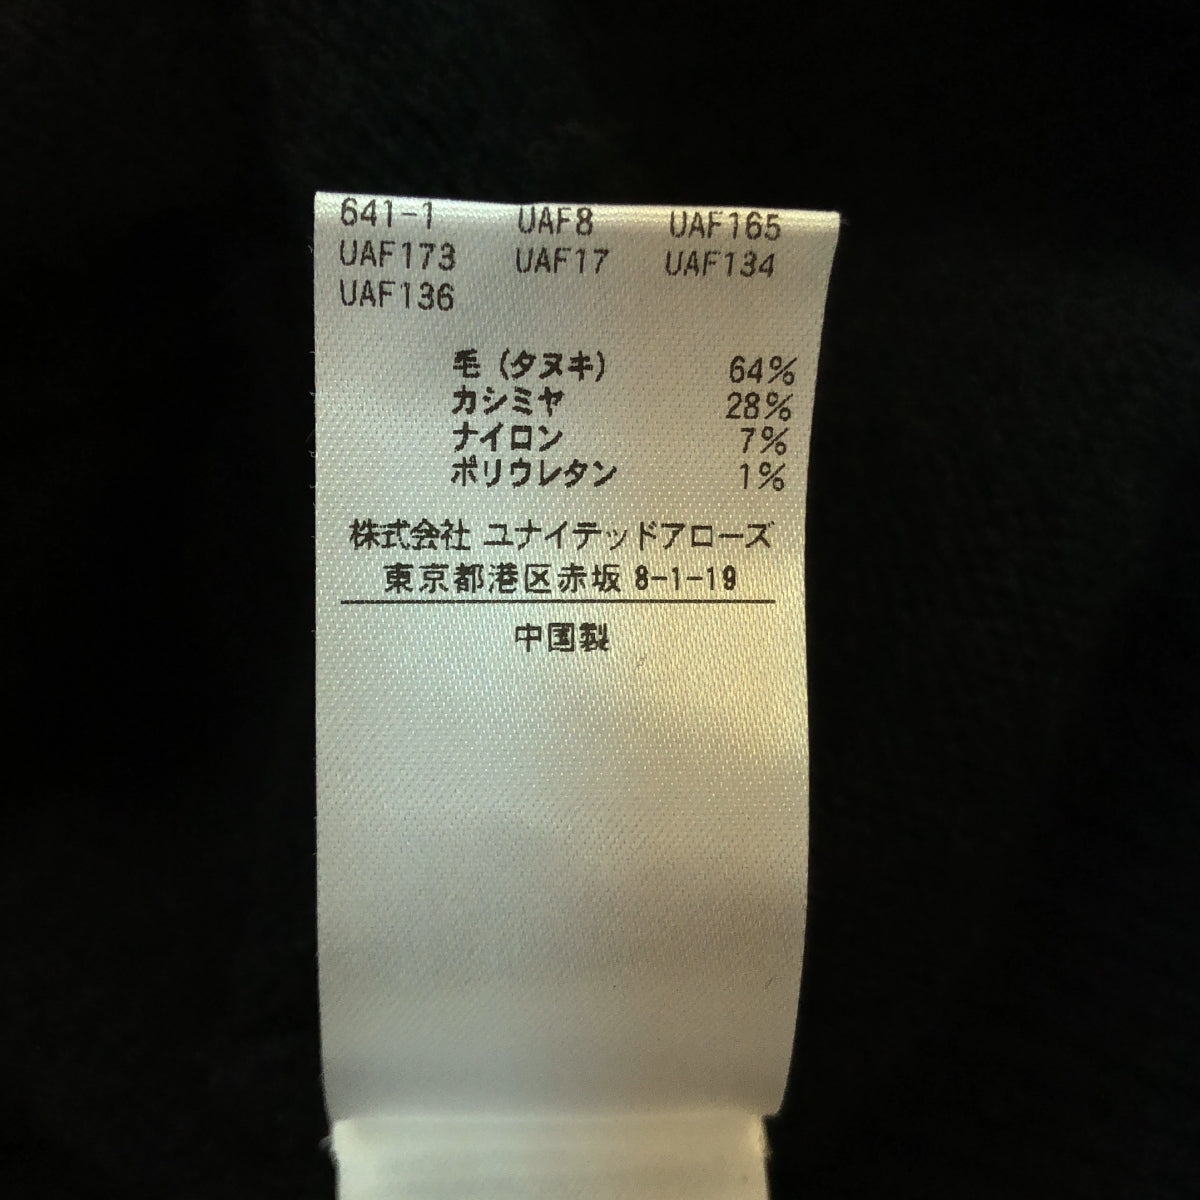 641-1 UAF8 UAF165
UAF173 UAF17 UAF134
UAF136
毛(タヌキ) 64%
カシミヤ 28%
ナイロン 7%
ポリウレタン 1%
株式会社 ユナイテッドアローズ
東京都港区赤坂 8-1-19
中国製